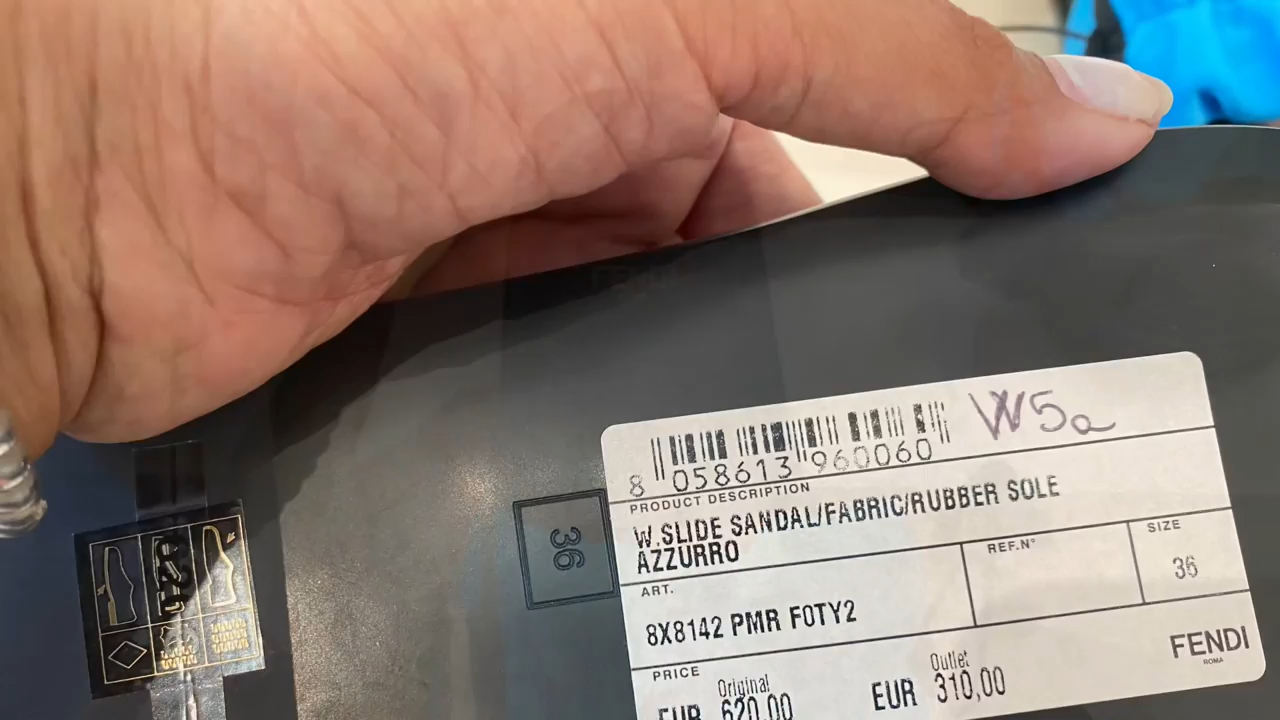 W5a
8 058613 960060
PRODUCT DESCRIPTION
W.SLIDE SANDAL/FABRIC/RUBBER SOLE
AZZURRO
ART.
REF.N°
SIZE
8X8142 PMR F0TY2
36
PRICE
Original
Outlet
EUR 620,00
EUR 310,00
FENDI
ROMA
36